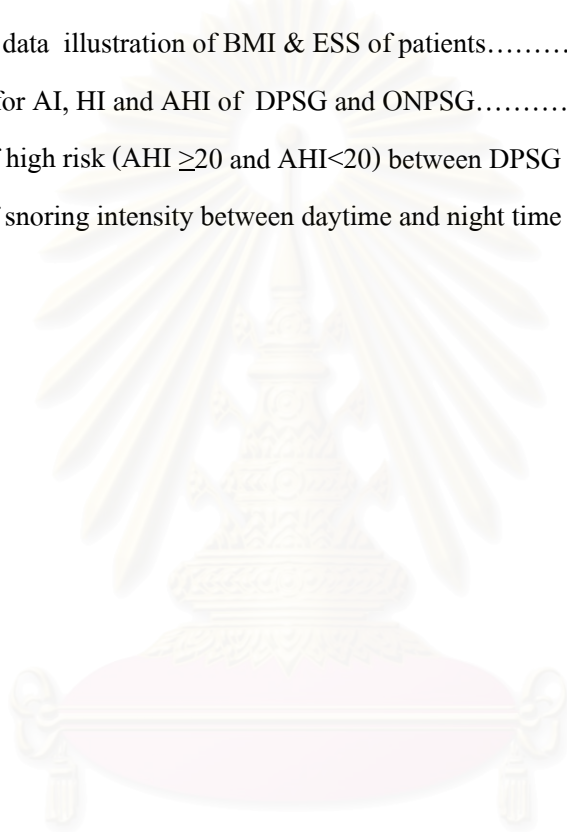 data illustration of BMI & ESS of patients………
for AI, HI and AHI of DPSG and ONPSG…………
high risk (AHI ≥20 and AHI<20) between DPSG
snoring intensity between daytime and night time